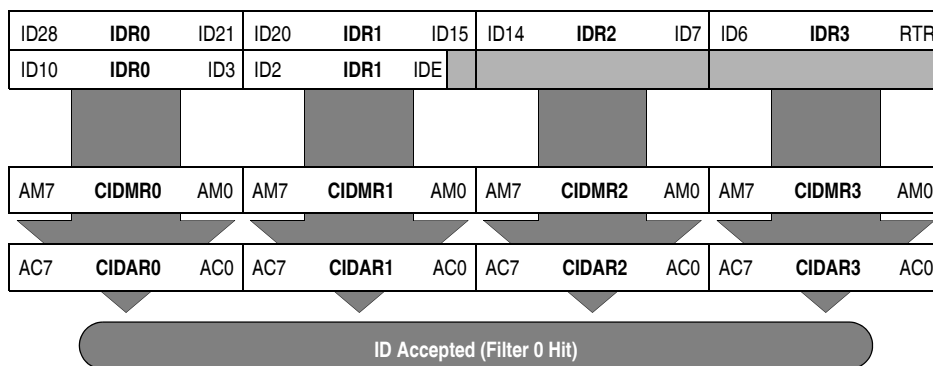 ID28 IDR0 ID21 ID20 IDR1 ID15 ID14 IDR2 ID7 ID6 IDR3 RTR
ID10 IDR0 ID3 ID2 IDR1 IDE
AM7 CIDMR0 AM0 AM7 CIDMR1 AM0 AM7 CIDMR2 AM0 AM7 CIDMR3 AM0
AC7 CIDAR0 AC0 AC7 CIDAR1 AC0 AC7 CIDAR2 AC0 AC7 CIDAR3 AC0
ID Accepted (Filter 0 Hit)